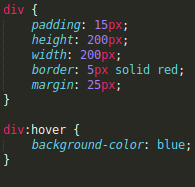 div {
    padding: 15px;
    height: 200px;
    width: 200px;
    border: 5px solid red;
    margin: 25px;
}

div:hover {
    background-color: blue;
}